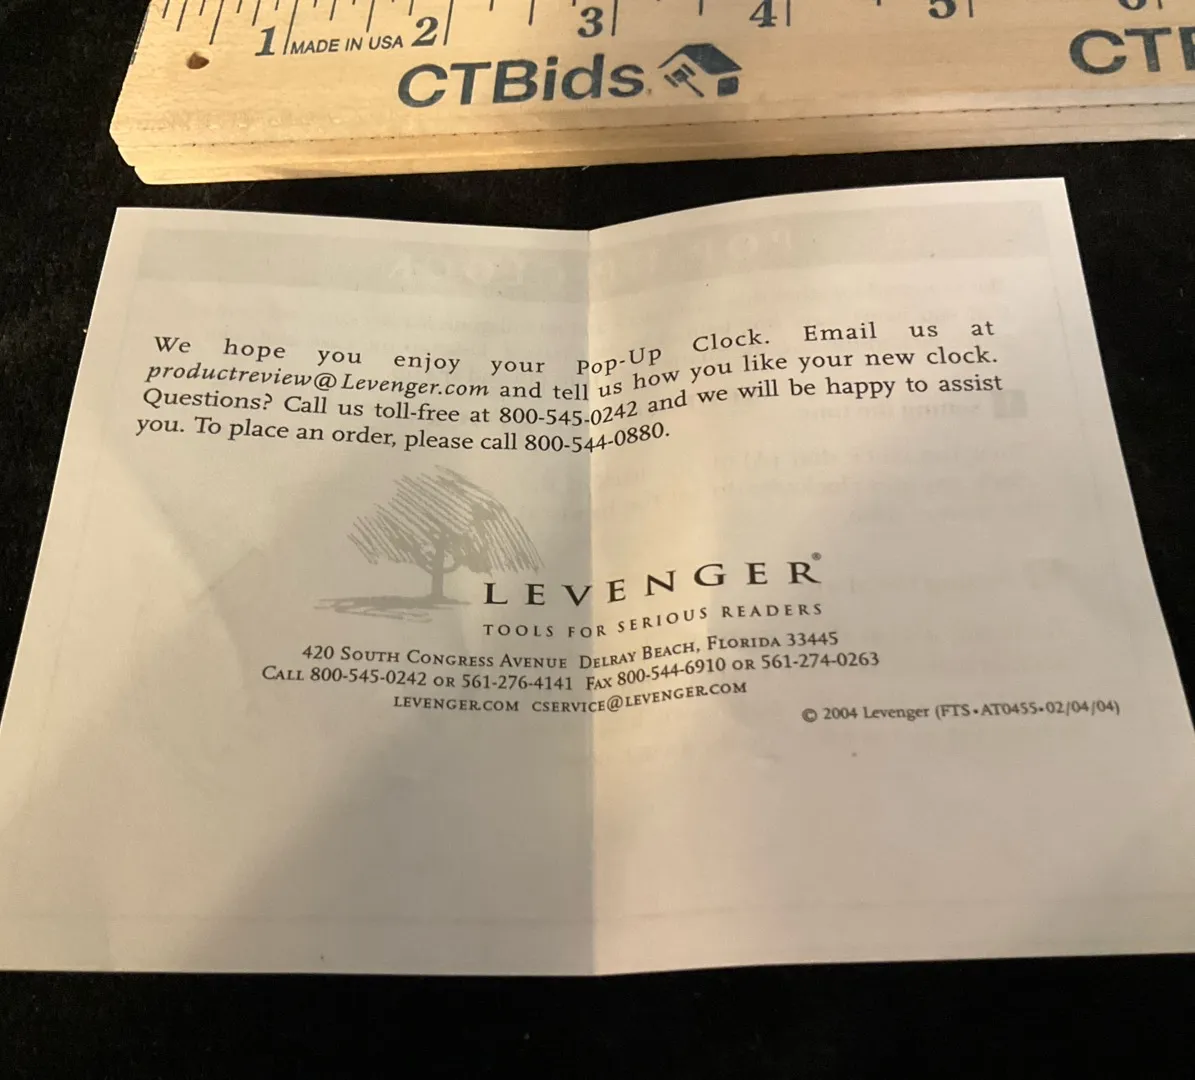 1 MADE IN USA 2 3 4 5
CTBids.
We hope you enjoy your Pop-Up Clock. Email us at
productreview@Levenger.com and tell us how you like your new clock.
Questions? Call us toll-free at 800-545-0242 and we will be happy to assist
you. To place an order, please call 800-544-0880.
LEVENGER®
TOOLS FOR SERIOUS READERS
420 SOUTH CONGRESS AVENUE DELRAY BEACH, FLORIDA 33445
CALL 800-545-0242 OR 561-276-4141 FAX 800-544-6910 OR 561-274-0263
LEVENGER.COM CSERVICE@LEVENGER.COM
© 2004 Levenger (FTS•AT0455•02/04/04)